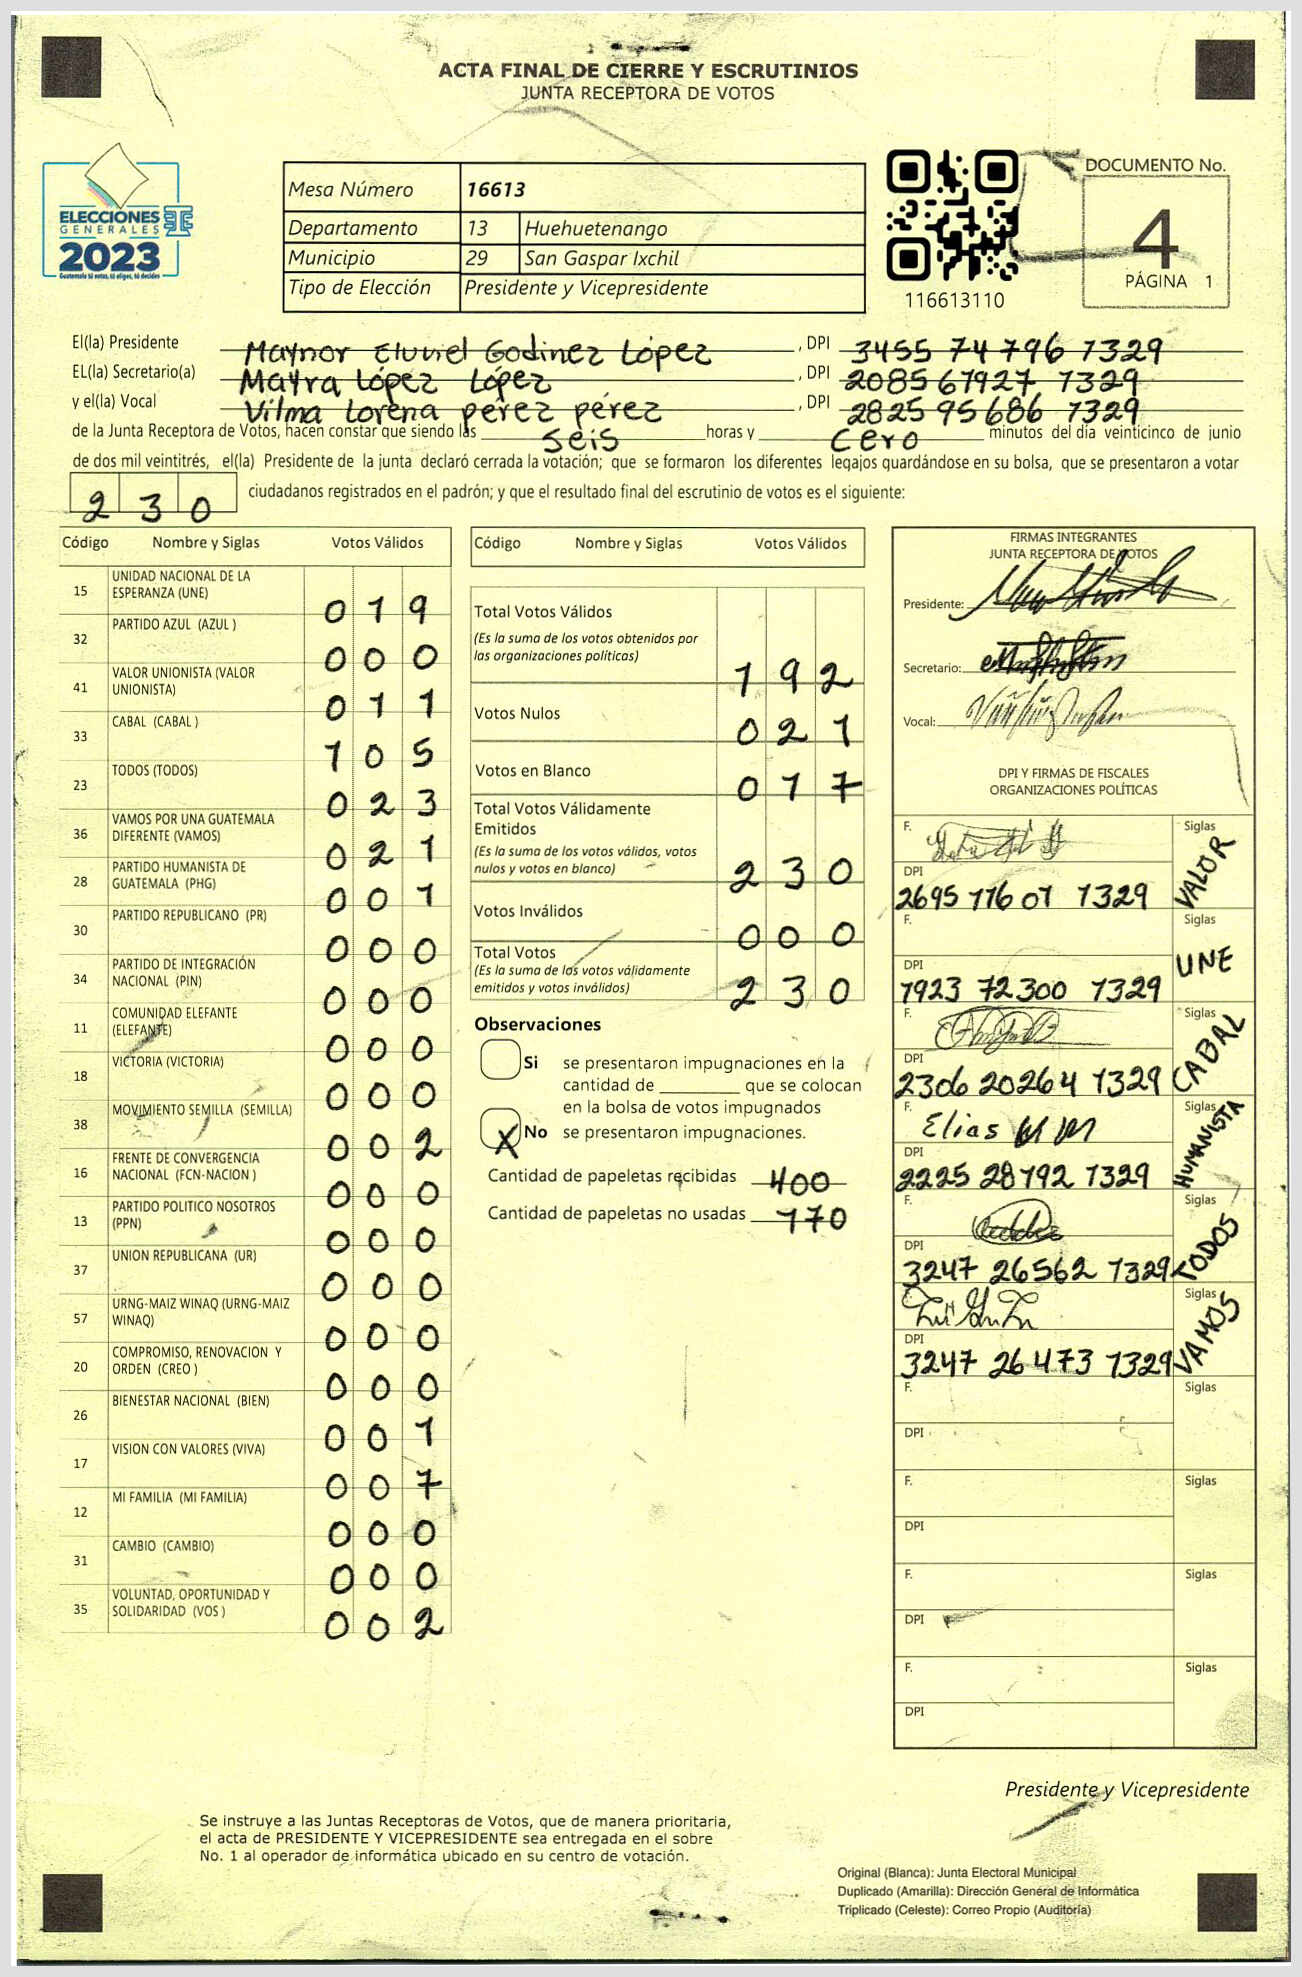 ACTA FINAL DE CIERRE Y ESCRUTINIOS
JUNTA RECEPTORA DE VOTOS
ELECCIONES
GENERALES
2023
Guatemala tú votas, tú eliges, tú decides
Mesa Número 16613
Departamento 13 Huehuetenango
Municipio 29 San Gaspar Ixchil
Tipo de Elección Presidente y Vicepresidente
116613110
DOCUMENTO No.
4
PÁGINA 1
El(la) Presidente Maynor Eluviel Godinez López , DPI 3455 74796 1329
EL(la) Secretario(a) Mayra López López , DPI 2085 67927 1329
y el(la) Vocal Vilma Lorena pérez pérez , DPI 2825 95686 1329
de la Junta Receptora de Votos, hacen constar que siendo las seis horas y cero minutos del día veinticinco de junio
de dos mil veintitrés, el(la) Presidente de la junta declaró cerrada la votación; que se formaron los diferentes legajos guardándose en su bolsa, que se presentaron a votar
2 3 0 ciudadanos registrados en el padrón; y que el resultado final del escrutinio de votos es el siguiente:
Código Nombre y Siglas Votos Válidos
15 UNIDAD NACIONAL DE LA
ESPERANZA (UNE) 0 1 9
32 PARTIDO AZUL (AZUL ) 0 0 0
41 VALOR UNIONISTA (VALOR
UNIONISTA) 0 1 1
33 CABAL (CABAL ) 1 0 5
23 TODOS (TODOS) 0 2 3
36 VAMOS POR UNA GUATEMALA
DIFERENTE (VAMOS) 0 2 1
28 PARTIDO HUMANISTA DE
GUATEMALA (PHG) 0 0 1
30 PARTIDO REPUBLICANO (PR) 0 0 0
34 PARTIDO DE INTEGRACIÓN
NACIONAL (PIN) 0 0 0
11 COMUNIDAD ELEFANTE
(ELEFANTE) 0 0 0
18 VICTORIA (VICTORIA) 0 0 0
38 MOVIMIENTO SEMILLA (SEMILLA) 0 0 2
16 FRENTE DE CONVERGENCIA
NACIONAL (FCN-NACION ) 0 0 0
13 PARTIDO POLITICO NOSOTROS
(PPN) 0 0 0
37 UNION REPUBLICANA (UR) 0 0 0
57 URNG-MAIZ WINAQ (URNG-MAIZ
WINAQ) 0 0 0
20 COMPROMISO, RENOVACION Y
ORDEN (CREO ) 0 0 0
26 BIENESTAR NACIONAL (BIEN) 0 0 1
17 VISION CON VALORES (VIVA) 0 0 7
12 MI FAMILIA (MI FAMILIA) 0 0 0
31 CAMBIO (CAMBIO) 0 0 0
35 VOLUNTAD, OPORTUNIDAD Y
SOLIDARIDAD (VOS ) 0 0 2
Código Nombre y Siglas Votos Válidos
Total Votos Válidos
(Es la suma de los votos obtenidos por
las organizaciones políticas) 1 9 2
Votos Nulos 0 2 1
Votos en Blanco 0 1 7
Total Votos Válidamente
Emitidos
(Es la suma de los votos válidos, votos
nulos y votos en blanco) 2 3 0
Votos Inválidos 0 0 0
Total Votos
(Es la suma de los votos válidamente
emitidos y votos inválidos) 2 3 0
Observaciones
Si se presentaron impugnaciones en la
cantidad de ________ que se colocan
en la bolsa de votos impugnados
X No se presentaron impugnaciones.
Cantidad de papeletas recibidas 400
Cantidad de papeletas no usadas 170
FIRMAS INTEGRANTES
JUNTA RECEPTORA DE VOTOS
Presidente:
Secretario:
Vocal:
DPI Y FIRMAS DE FISCALES
ORGANIZACIONES POLÍTICAS
F. Siglas VALOR
DPI
2695 11601 1329
F. Siglas UNE
DPI
1923 72300 1329
F. Siglas CABAL
DPI
2306 20264 1329
F. Elias Siglas HUMANISTA
DPI
2225 28792 1329
F. Siglas TODOS
DPI
3247 26562 1329
F. Siglas VAMOS
DPI
3247 26473 1329
F. Siglas
DPI
F. Siglas
DPI
F. Siglas
DPI
F. Siglas
DPI
Presidente y Vicepresidente
Se instruye a las Juntas Receptoras de Votos, que de manera prioritaria,
el acta de PRESIDENTE Y VICEPRESIDENTE sea entregada en el sobre
No. 1 al operador de informática ubicado en su centro de votación.
Original (Blanca): Junta Electoral Municipal
Duplicado (Amarilla): Dirección General de Informática
Triplicado (Celeste): Correo Propio (Auditoría)